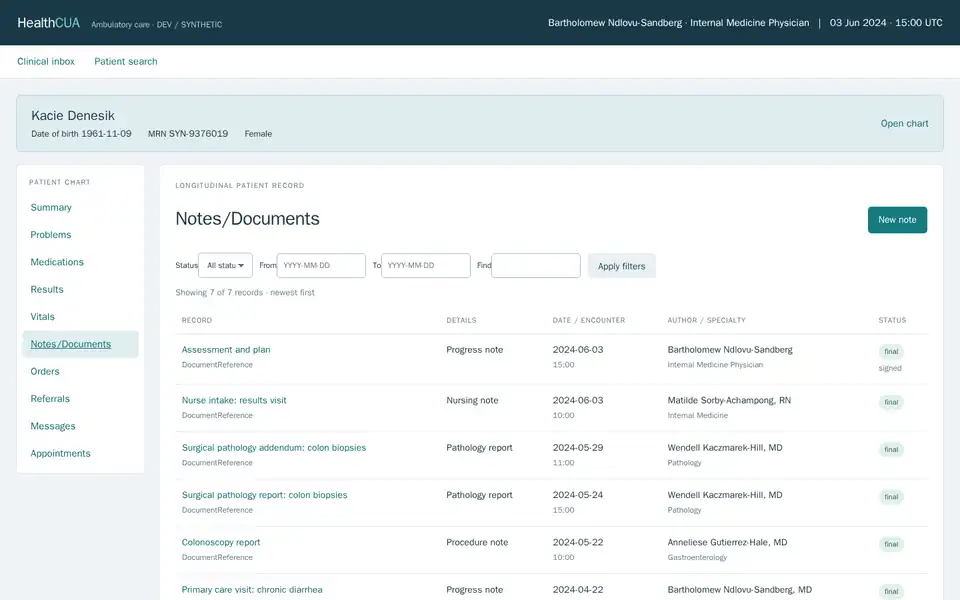 HealthCUA Ambulatory care · DEV / SYNTHETIC Bartholomew Ndlovu-Sandberg · Internal Medicine Physician | 03 Jun 2024 · 15:00 UTC
Clinical inbox Patient search
Kacie Denesik
Date of birth 1961-11-09 MRN SYN-9376019 Female
Open chart
PATIENT CHART
Summary
Problems
Medications
Results
Vitals
Notes/Documents
Orders
Referrals
Messages
Appointments
LONGITUDINAL PATIENT RECORD
Notes/Documents
New note
Status All statu From YYYY-MM-DD To YYYY-MM-DD Find Apply filters
Showing 7 of 7 records · newest first
RECORD DETAILS DATE / ENCOUNTER AUTHOR / SPECIALTY STATUS
Assessment and plan Progress note 2024-06-03 Bartholomew Ndlovu-Sandberg final
DocumentReference 15:00 Internal Medicine Physician signed
Nurse intake: results visit Nursing note 2024-06-03 Matilde Sorby-Achampong, RN final
DocumentReference 10:00 Internal Medicine
Surgical pathology addendum: colon biopsies Pathology report 2024-05-29 Wendell Kaczmarek-Hill, MD final
DocumentReference 11:00 Pathology
Surgical pathology report: colon biopsies Pathology report 2024-05-24 Wendell Kaczmarek-Hill, MD final
DocumentReference 15:00 Pathology
Colonoscopy report Procedure note 2024-05-22 Anneliese Gutierrez-Hale, MD final
DocumentReference 10:00 Gastroenterology
Primary care visit: chronic diarrhea Progress note 2024-04-22 Bartholomew Ndlovu-Sandberg, MD final